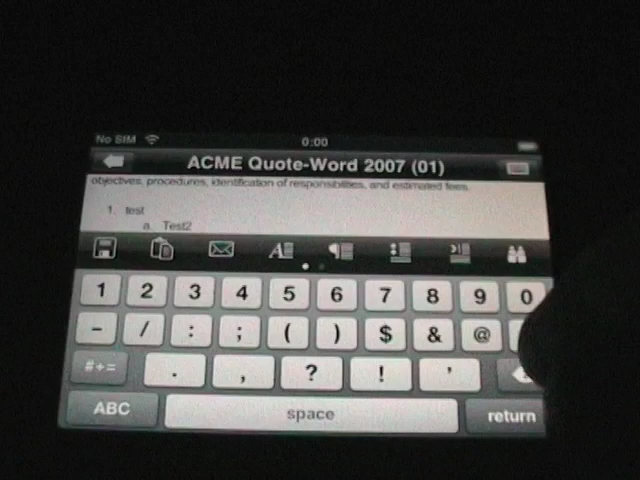 No SIM 0:00
ACME Quote-Word 2007 (01)
objectives, procedures, identification of responsibilities, and estimated fees.
1. test
a. Test2
1 2 3 4 5 6 7 8 9 0
- / : ; ( ) $ & @
#+= . , ? ! '
ABC space return